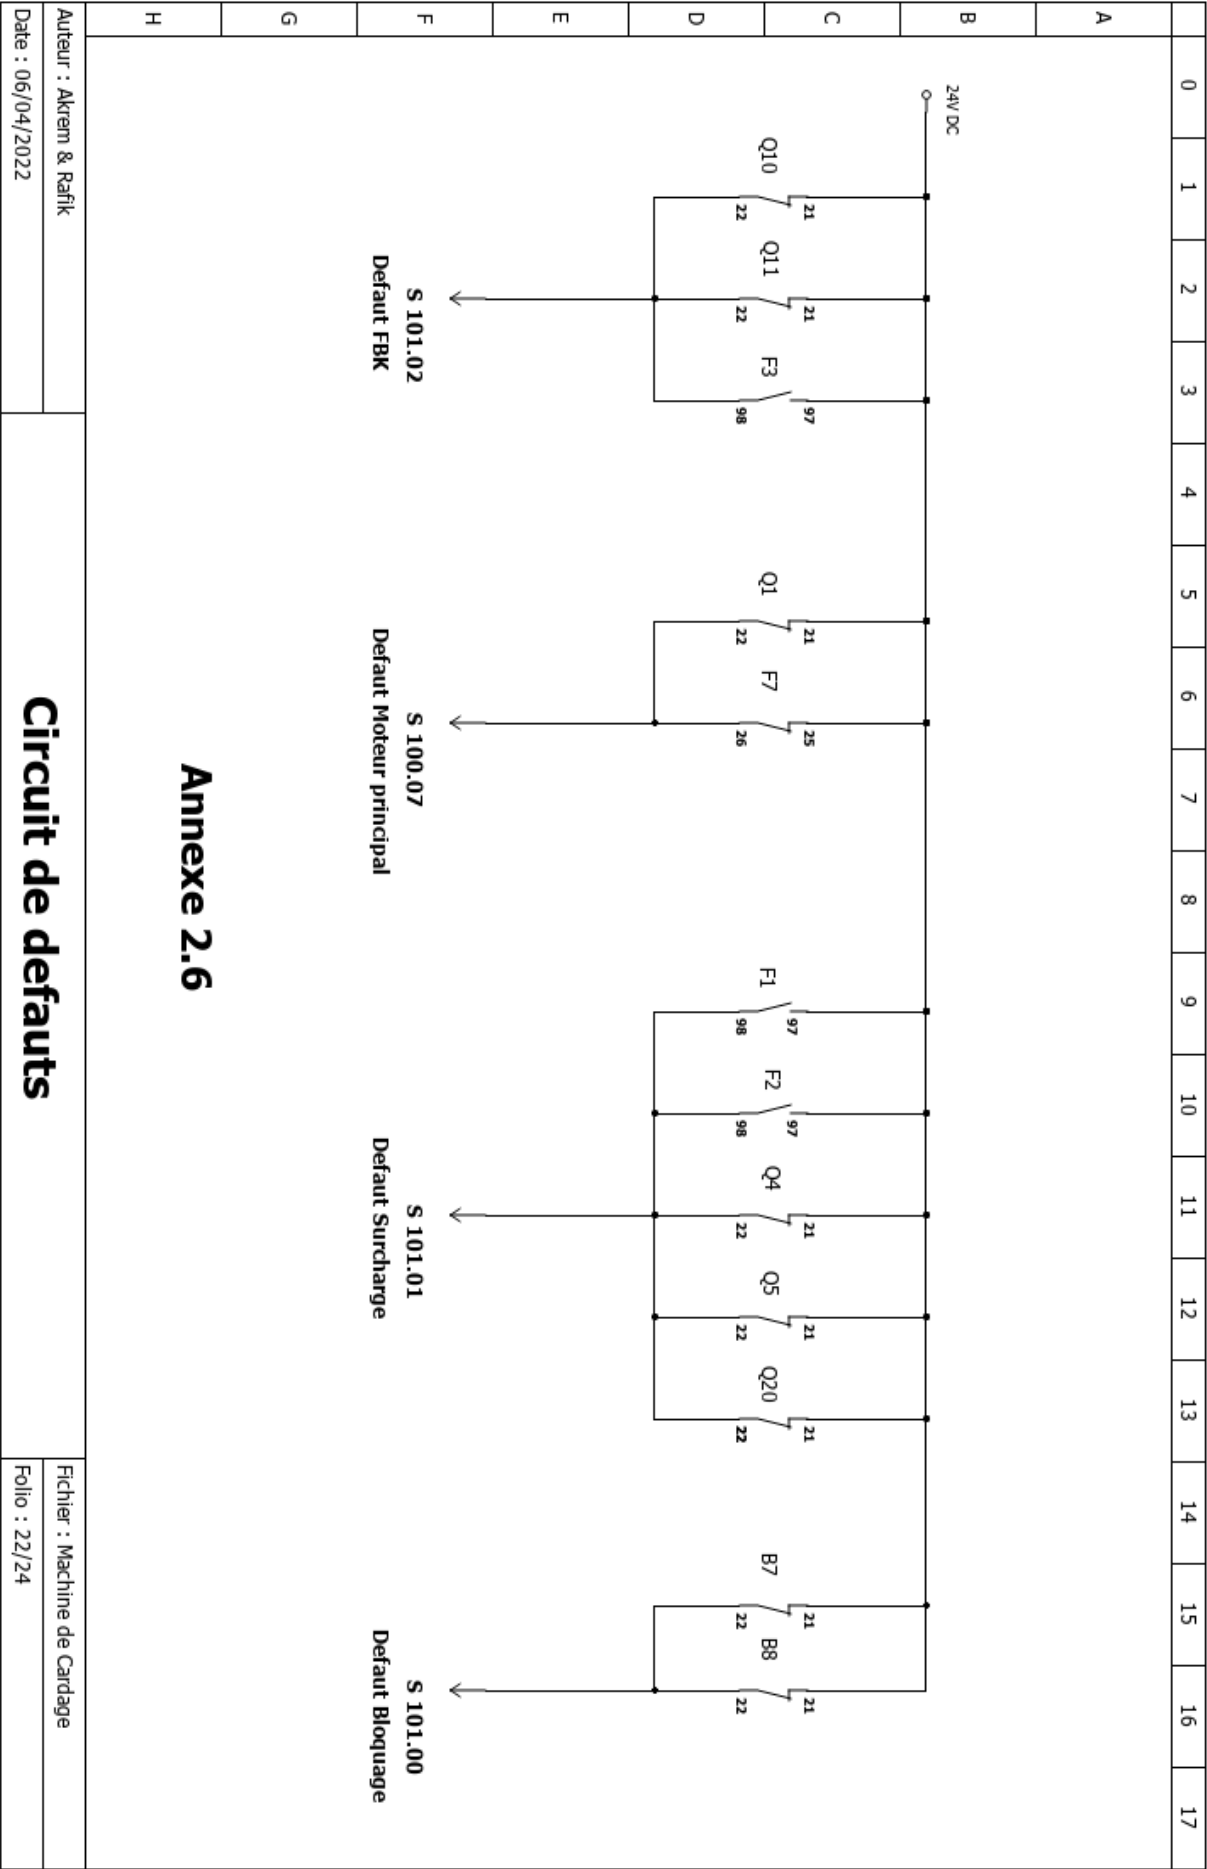 0 1 2 3 4 5 6 7 8 9 10 11 12 13 14 15 16 17
A
B
C
D
E
F
G
H
24V DC
Q10 Q11 F3 Q1 F7 F1 F2 Q4 Q5 Q20 B7 B8
21 21 97 21 25 97 97 21 21 21 21 21
22 22 98 22 26 98 98 22 22 22 22 22
S 101.02
Defaut FBK
S 100.07
Defaut Moteur principal
S 101.01
Defaut Surcharge
S 101.00
Defaut Bloquage
Annexe 2.6
Auteur : Akrem & Rafik
Date : 06/04/2022
Circuit de defauts
Fichier : Machine de Cardage
Folio : 22/24